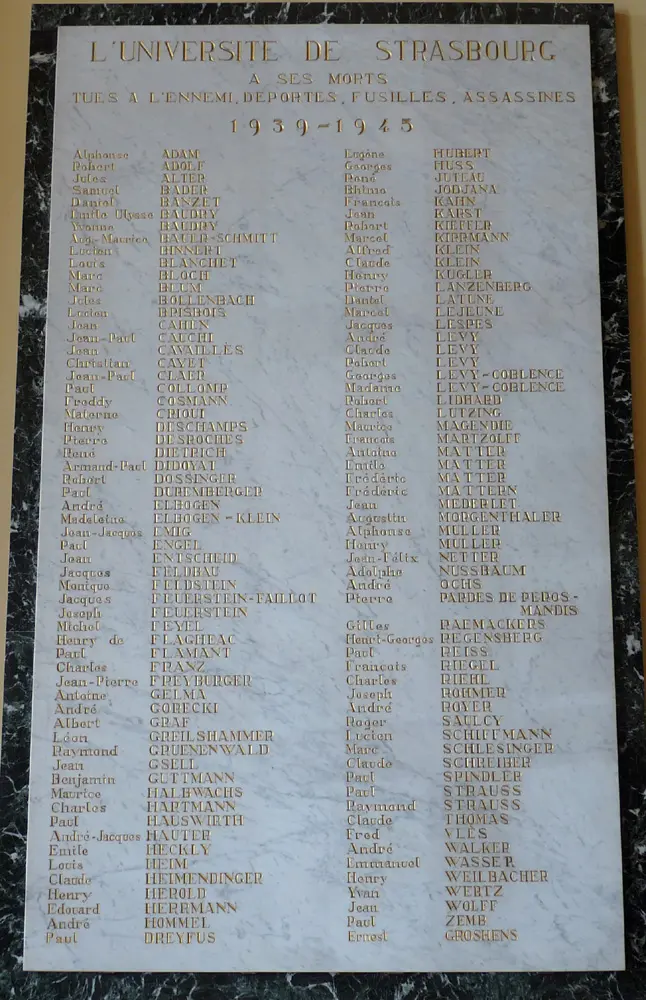 L'UNIVERSITE DE STRASBOURG
A SES MORTS
TUES A L'ENNEMI, DEPORTES, FUSILLES, ASSASSINES
1939-1945
Alphonse ADAM
Robert ADOLF
Jules ALTER
Samuel BADER
Daniel BANZET
Emile Ulysse BAUDRY
Yvonne BAUDRY
Aug.-Maurice BAUER-SCHMITT
Lucien BINNERT
Louis BLANCHET
Marc BLOCH
Marc BLUM
Jules BOLLENBACH
Lucien BRISBOIS
Jean CAHEN
Jean-Paul CAUCHI
Jean CAVAILLÈS
Christian CAYET
Jean-Paul CLAIR
Paul COLLOMP
Freddy COSMANN
Materne CRIQUI
Henry DESCHAMPS
Pierre DESROCHES
René DIETRICH
Armand-Paul DIDOYAT
Robert DOSSINGER
Paul DUREMBERGER
André ELBOGEN
Madeleine ELBOGEN-KLEIN
Jean-Jacques EMIG
Paul ENGEL
Jean ENTSCHEID
Jacques FELDBAU
Monique FELDSTEIN
Jacques FEUERSTEIN-FAILLOT
Joseph FEUERSTEIN
Michel FEYEL
Henry de FLAGHEAC
Paul FLAMANT
Charles FRANZ
Jean-Pierre FREYBURGER
Antoine GELMA
André GORECKI
Albert GRAF
Léon GREILSHAMMER
Raymond GRUENENWALD
Jean GSELL
Benjamin GUTTMANN
Maurice HALBWACHS
Charles HARTMANN
Paul HAUSWIRTH
André-Jacques HAUTER
Emile HECKLY
Louis HEIM
Claude HEIMENDINGER
Henry HEROLD
Edouard HERRMANN
André HOMMEL
Paul DREYFUS
Eugène HUBERT
Georges HUSS
René JUTEAU
Rhima JODJANA
Francois KAHN
Jean KARST
Robert KIEFFER
Marcel KIRRMANN
Alfred KLEIN
Claude KLEIN
Henry KUGLER
Pierre LANZENBERG
Daniel LATUNE
Marcel LEJEUNE
Jacques LESPES
André LEVY
Claude LEVY
Robert LEVY
Georges LEVY-COBLENCE
Madame LEVY-COBLENCE
Robert LIDHARD
Charles LUTZING
Maurice MAGENDIE
Francois MARTZOLFF
Antoine MATTER
Emile MATTER
Frédéric MATTER
Frédéric MATTERN
Jean MEDERLET
Augustin MORGENTHALER
Alphonse MULLER
Henry MULLER
Jean-Félix NETTER
Adolphe NUSSBAUM
André OCHS
Pierre PARDES DE PEROS-
MANDIS
Gilles RAEMACKERS
Henri-Georges REGENSBERG
Paul REISS
Francois RIEGEL
Charles RIEHL
Joseph ROHMER
André ROYER
Roger SAULCY
Lucien SCHIFFMANN
Marc SCHLESINGER
Claude SCHREIBER
Paul SPINDLER
Paul STRAUSS
Raymond STRAUSS
Claude THOMAS
Fred VLÈS
André WALKER
Emmanuel WASSER
Henry WEILBACHER
Yvan WERTZ
Jean WOLFF
Paul ZEMB
Ernest GROSHENS